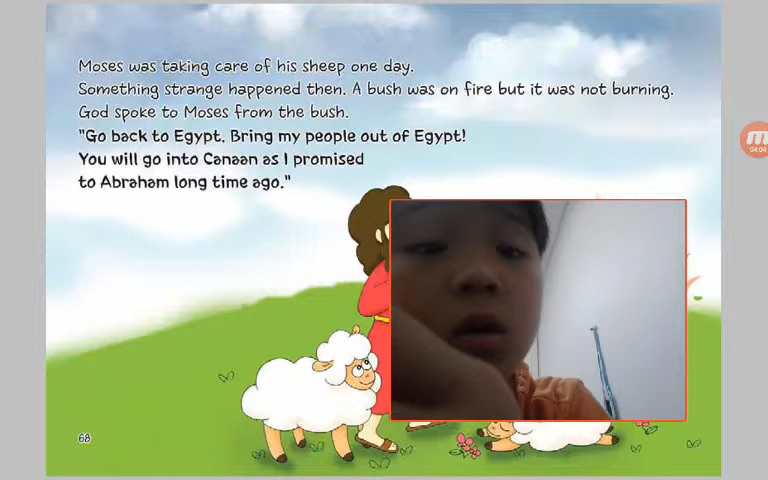 Moses was taking care of his sheep one day.
Something strange happened then. A bush was on fire but it was not burning.
God spoke to Moses from the bush.
"Go back to Egypt. Bring my people out of Egypt!
You will go into Canaan as I promised
to Abraham long time ago."
04:04
68